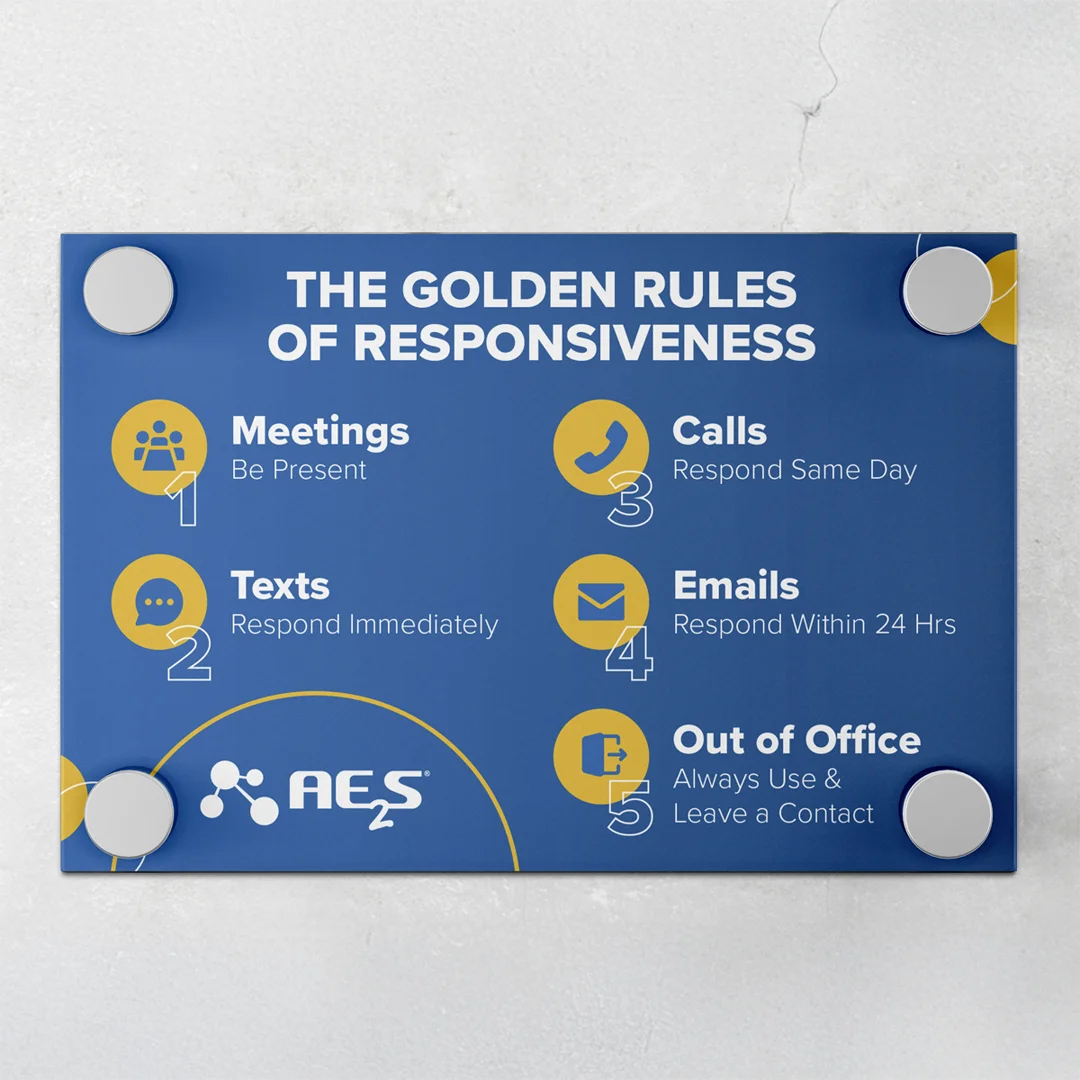 THE GOLDEN RULES
OF RESPONSIVENESS
Meetings
Be Present
1
Texts
Respond Immediately
2
Calls
Respond Same Day
3
Emails
Respond Within 24 Hrs
4
Out of Office
Always Use &
Leave a Contact
5
AE2S®